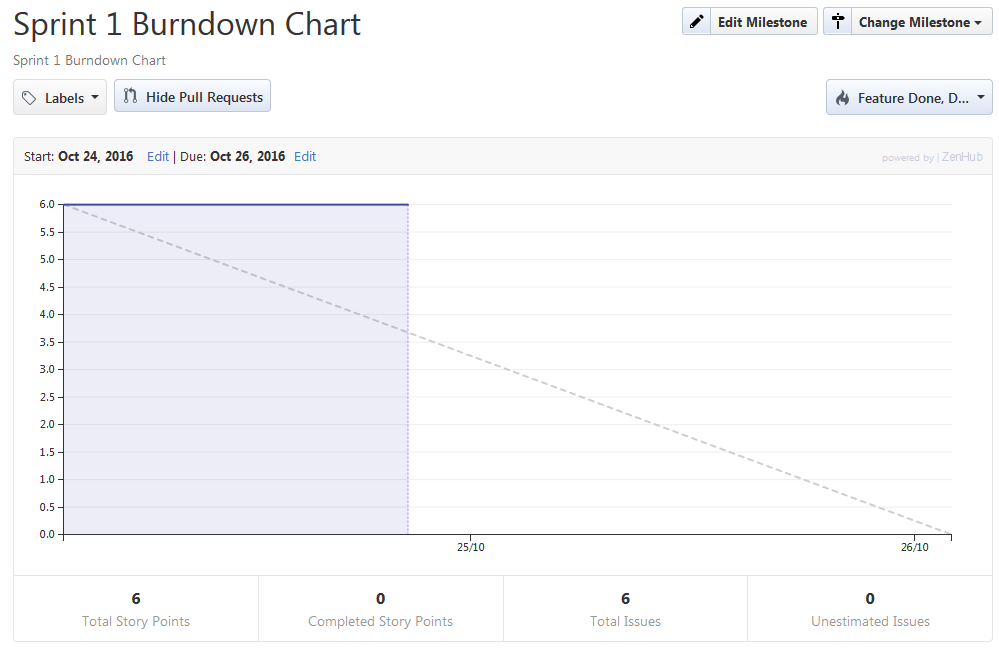 Sprint 1 Burndown Chart
Edit Milestone
Change Milestone
Sprint 1 Burndown Chart
Labels
Hide Pull Requests
Feature Done, D...
Start: Oct 24, 2016 Edit | Due: Oct 26, 2016 Edit
powered by | ZenHub
6.0
5.5
5.0
4.5
4.0
3.5
3.0
2.5
2.0
1.5
1.0
0.5
0.0
25/10
26/10
6
Total Story Points
0
Completed Story Points
6
Total Issues
0
Unestimated Issues